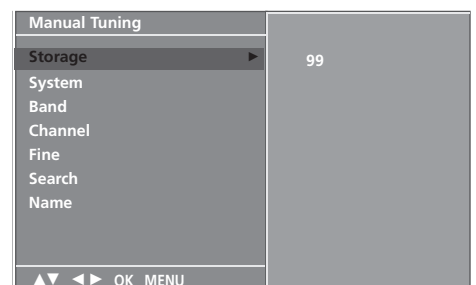 Manual Tuning
Storage ► 99
System
Band
Channel
Fine
Search
Name
▲▼ ◄► OK MENU